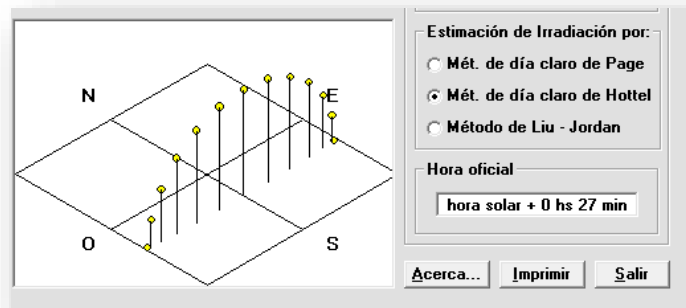 N
E
O
S
Estimación de Irradiación por:
Mét. de día claro de Page
Mét. de día claro de Hottel
Método de Liu - Jordan
Hora oficial
hora solar + 0 hs 27 min
Acerca...
Imprimir
Salir